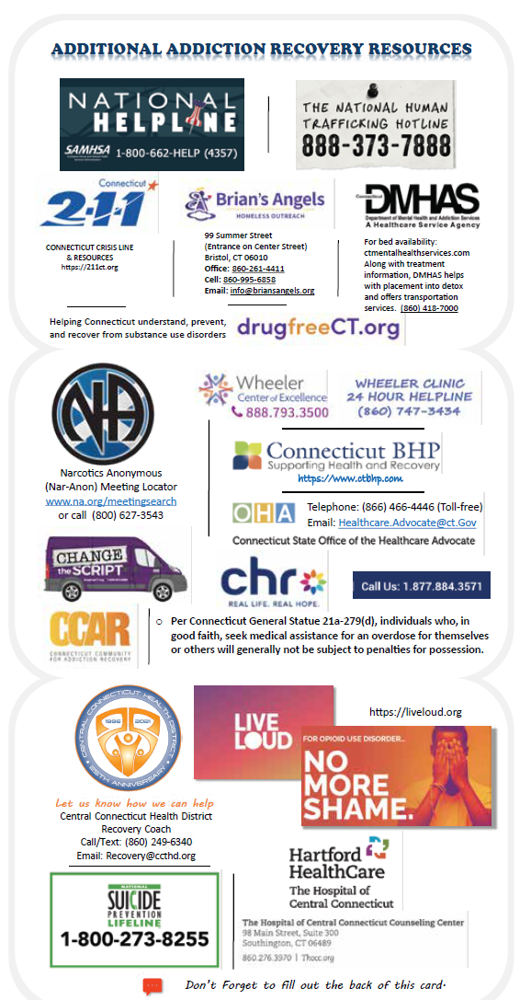 ADDITIONAL ADDICTION RECOVERY RESOURCES
NATIONAL
HELPLINE
SAMHSA 1-800-662-HELP (4357)
THE NATIONAL HUMAN
TRAFFICKING HOTLINE
888-373-7888
Connecticut
2-1-1
CONNECTICUT CRISIS LINE
& RESOURCES
https://211ct.org
Brian's Angels
HOMELESS OUTREACH
99 Summer Street
(Entrance on Center Street)
Bristol, CT 06010
Office: 860-261-4411
Cell: 860-995-6858
Email: info@briansangels.org
Connecticut
DMHAS
Department of Mental Health and Addiction Services
A Healthcare Service Agency
For bed availability:
ctmentalhealthservices.com
Along with treatment
information, DMHAS helps
with placement into detox
and offers transportation
services. (860) 418-7000
Helping Connecticut understand, prevent,
and recover from substance use disorders
drugfreeCT.org
NA
Narcotics Anonymous
(Nar-Anon) Meeting Locator
www.na.org/meetingsearch
or call (800) 627-3543
Wheeler
Center of Excellence
888.793.3500
WHEELER CLINIC
24 HOUR HELPLINE
(860) 747-3434
Connecticut BHP
Supporting Health and Recovery
https://www.ctbhp.com
OHA
Telephone: (866) 466-4446 (Toll-free)
Email: Healthcare.Advocate@ct.Gov
Connecticut State Office of the Healthcare Advocate
CHANGE
the SCRIPT
chr
REAL LIFE. REAL HOPE.
Call Us: 1.877.884.3571
CCAR
CONNECTICUT COMMUNITY
FOR ADDICTION RECOVERY
o Per Connecticut General Statue 21a-279(d), individuals who, in
good faith, seek medical assistance for an overdose for themselves
or others will generally not be subject to penalties for possession.
CENTRAL CONNECTICUT HEALTH DISTRICT
1996 2021
25TH ANNIVERSARY
Let us know how we can help
Central Connecticut Health District
Recovery Coach
Call/Text: (860) 249-6340
Email: Recovery@ccthd.org
LIVE
LOUD
https://liveloud.org
FOR OPIOID USE DISORDER...
NO
MORE
SHAME.
Hartford
HealthCare
The Hospital of
Central Connecticut
NATIONAL
SUICIDE
PREVENTION
LIFELINE
1-800-273-8255
The Hospital of Central Connecticut Counseling Center
98 Main Street, Suite 300
Southington, CT 06489
860.276.3970 | Thocc.org
Don't Forget to fill out the back of this card.